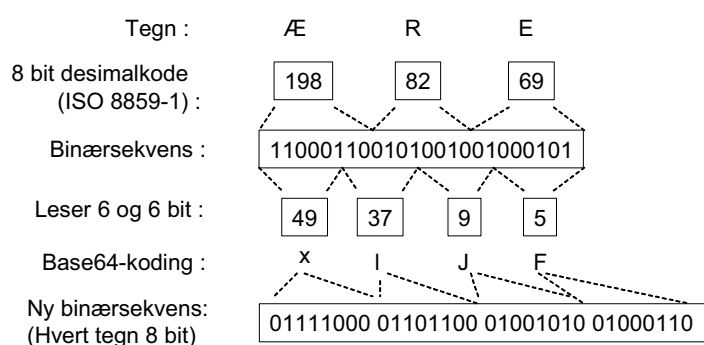 Tegn : Æ R E
8 bit desimalkode
(ISO 8859-1) : 198 82 69
Binærsekvens : 110001100101001001000101
Leser 6 og 6 bit : 49 37 9 5
Base64-koding : x l J F
Ny binærsekvens:
(Hvert tegn 8 bit) 01111000 01101100 01001010 01000110